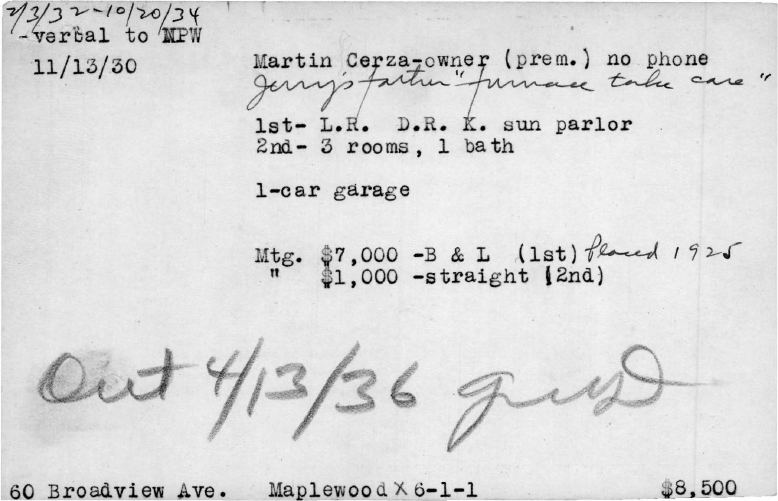 2/3/32-10/20/34
-verbal to NPW
11/13/30
Martin Cerza-owner (prem.) no phone
Jerry's father "furnace take care"
1st- L.R. D.R. K. sun parlor
2nd- 3 rooms, 1 bath
1-car garage
Mtg. $7,000 -B & L (1st) placed 1925
" $1,000 -straight (2nd)
Out 4/13/36
60 Broadview Ave. Maplewood X 6-1-1 $8,500